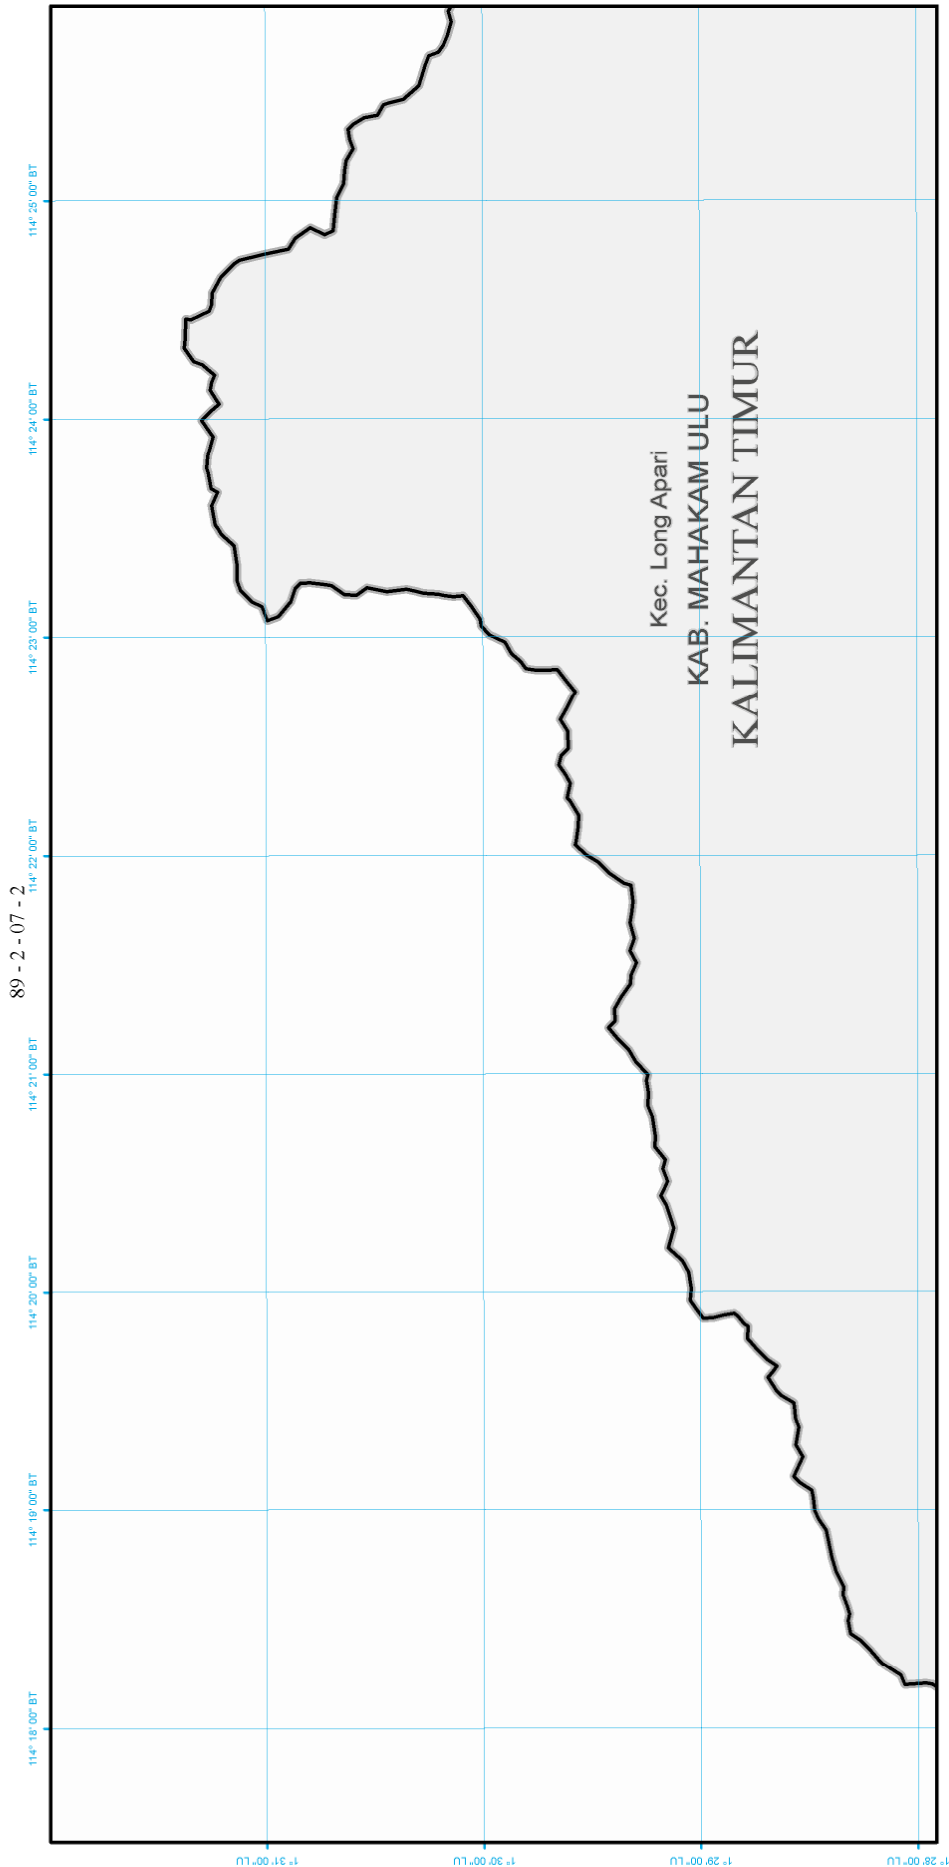 89 - 2 - 07 - 2
114° 18' 00" BT
114° 19' 00" BT
114° 20' 00" BT
114° 21' 00" BT
114° 22' 00" BT
114° 23' 00" BT
114° 24' 00" BT
114° 25' 00" BT
1° 31' 00" LU
1° 30' 00" LU
1° 29' 00" LU
1° 28' 00" LU
Kec. Long Apari
KAB. MAHAKAM ULU
KALIMANTAN TIMUR